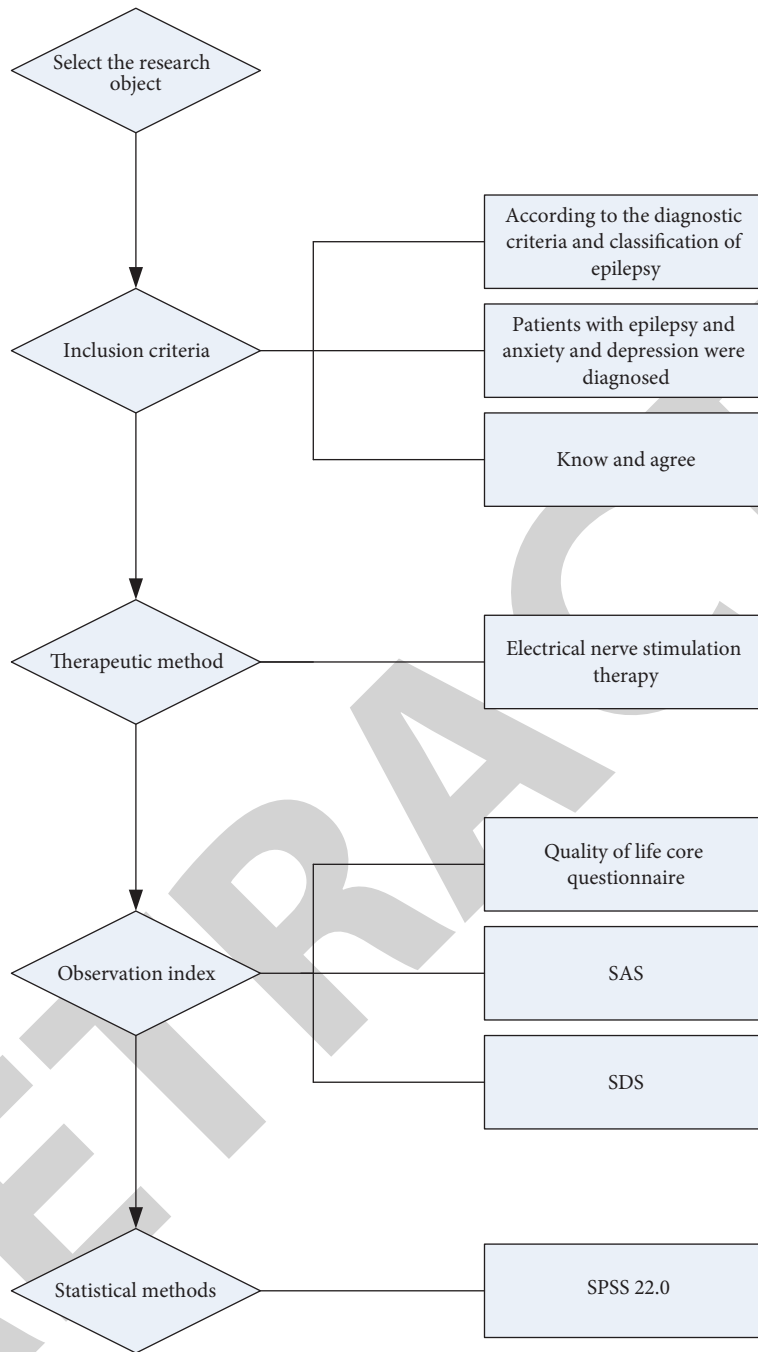 Select the research
object
According to the diagnostic
criteria and classification of
epilepsy
Inclusion criteria
Patients with epilepsy and
anxiety and depression were
diagnosed
Know and agree
Therapeutic method
Electrical nerve stimulation
therapy
Quality of life core
questionnaire
Observation index
SAS
SDS
Statistical methods
SPSS 22.0